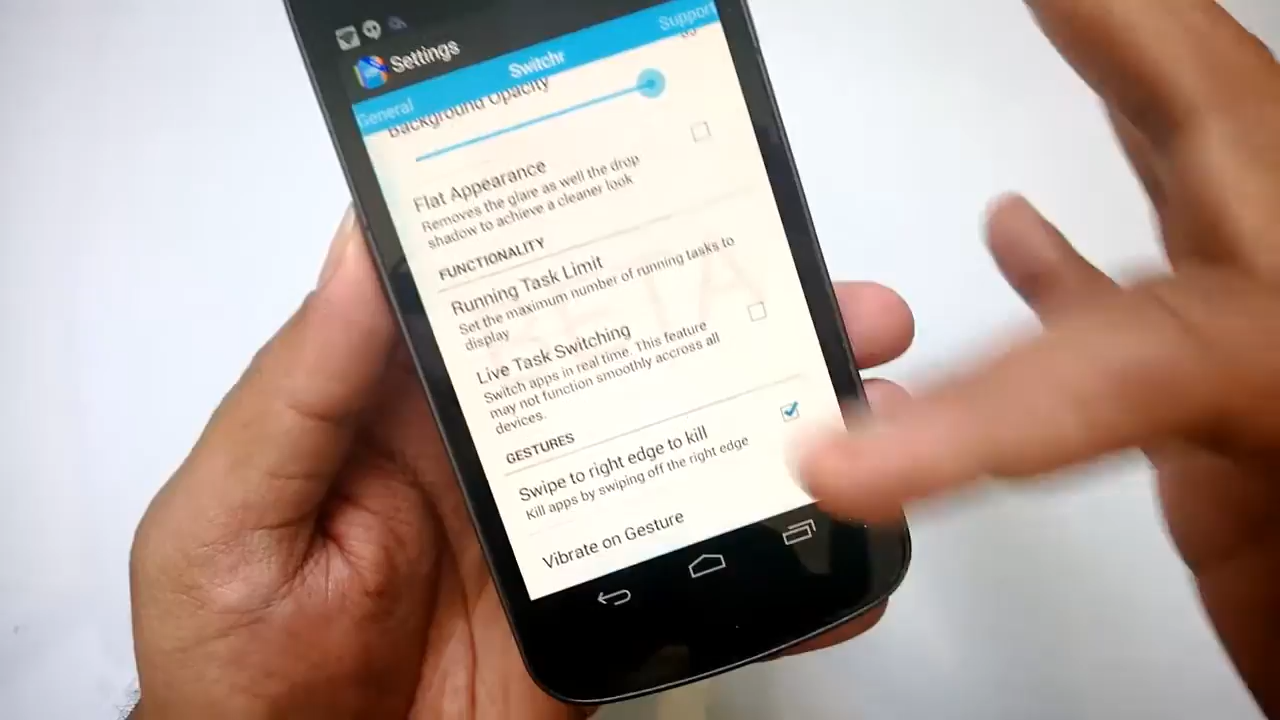 Settings
General
Switchr
Support
Background Opacity
Flat Appearance
Removes the glare as well the drop
shadow to achieve a cleaner look
FUNCTIONALITY
Running Task Limit
Set the maximum number of running tasks to
display
Live Task Switching
Switch apps in real time. This feature
may not function smoothly accross all
devices.
GESTURES
Swipe to right edge to kill
Kill apps by swiping off the right edge
Vibrate on Gesture
BETA